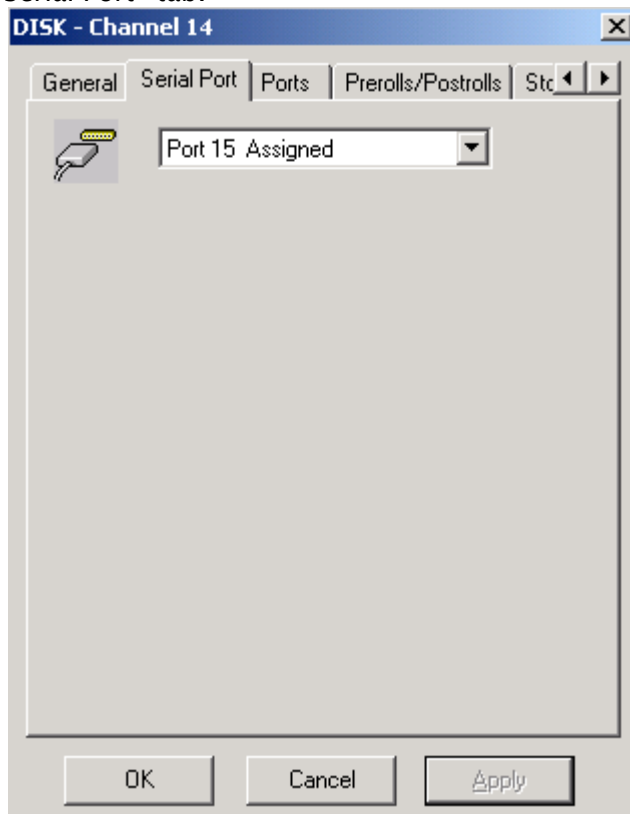 DISK - Channel 14
General Serial Port Ports Prerolls/Postrolls
Port 15 Assigned
OK Cancel Apply